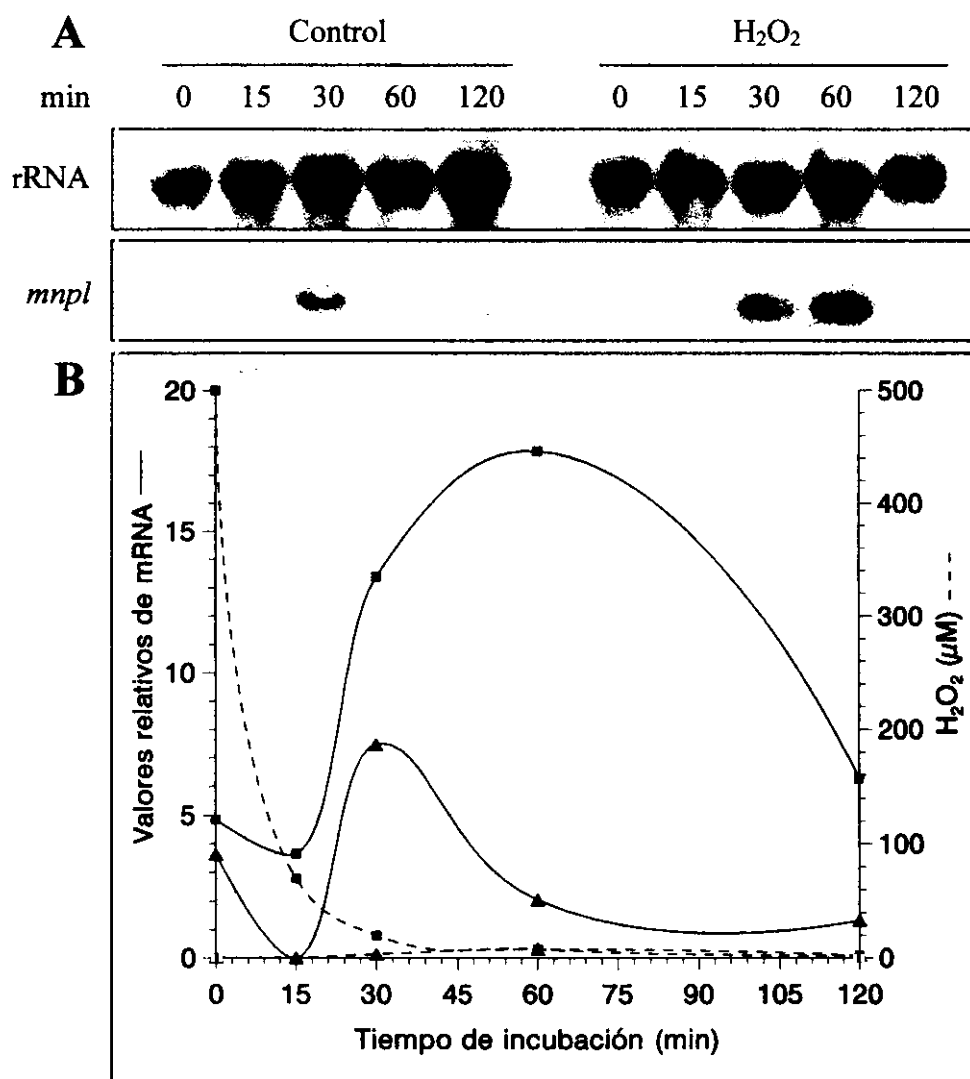 A Control H₂O₂
min 0 15 30 60 120 0 15 30 60 120
rRNA
mnpl
B
20 500
15 400
300
10
200
5
100
0 0
Valores relativos de mRNA
H₂O₂ (μM)
0 15 30 45 60 75 90 105 120
Tiempo de incubación (min)